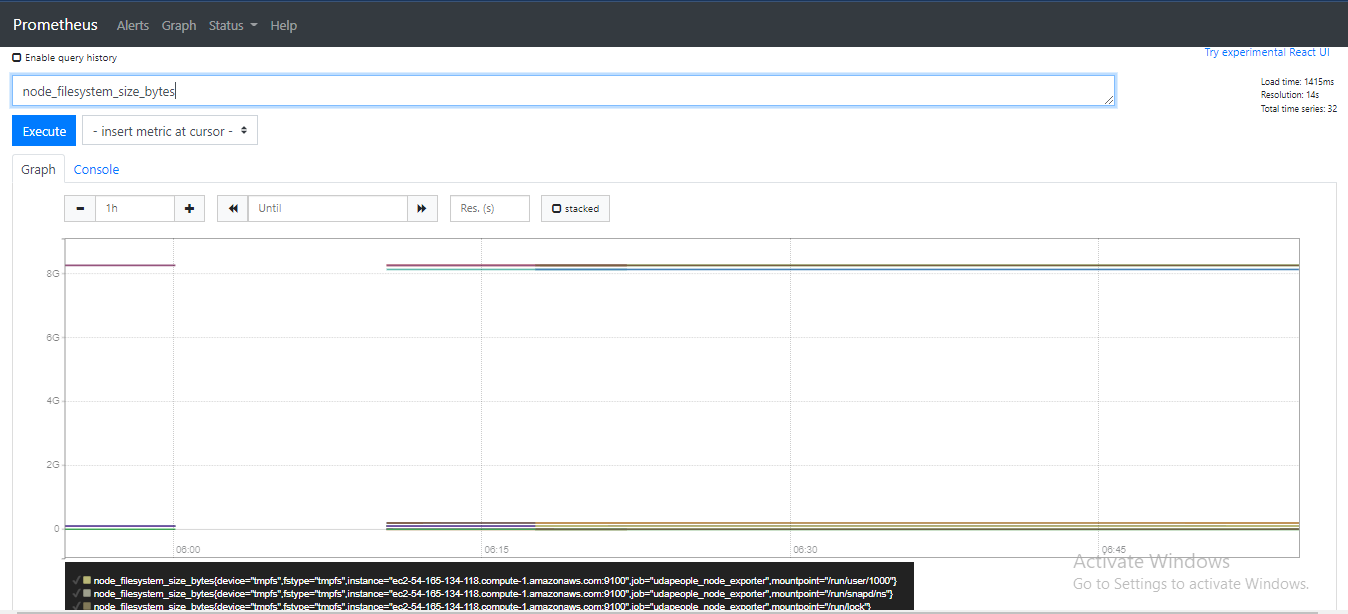 Prometheus Alerts Graph Status Help
Enable query history
Try experimental React UI
node_filesystem_size_bytes
Load time: 1415ms
Resolution: 14s
Total time series: 32
Execute - insert metric at cursor -
Graph Console
1h Until Res. (s) stacked
8G
6G
4G
2G
0
06:00 06:15 06:30 06:45
Activate Windows
Go to Settings to activate Windows.
node_filesystem_size_bytes{device="tmpfs",fstype="tmpfs",instance="ec2-54-165-134-118.compute-1.amazonaws.com:9100",job="udapeople_node_exporter",mountpoint="/run/user/1000"}
node_filesystem_size_bytes{device="tmpfs",fstype="tmpfs",instance="ec2-54-165-134-118.compute-1.amazonaws.com:9100",job="udapeople_node_exporter",mountpoint="/run/snapd/ns"}
node_filesystem_size_bytes{device="tmpfs",fstype="tmpfs",instance="ec2-54-165-134-118.compute-1.amazonaws.com:9100",job="udapeople_node_exporter",mountpoint="/run/lock"}